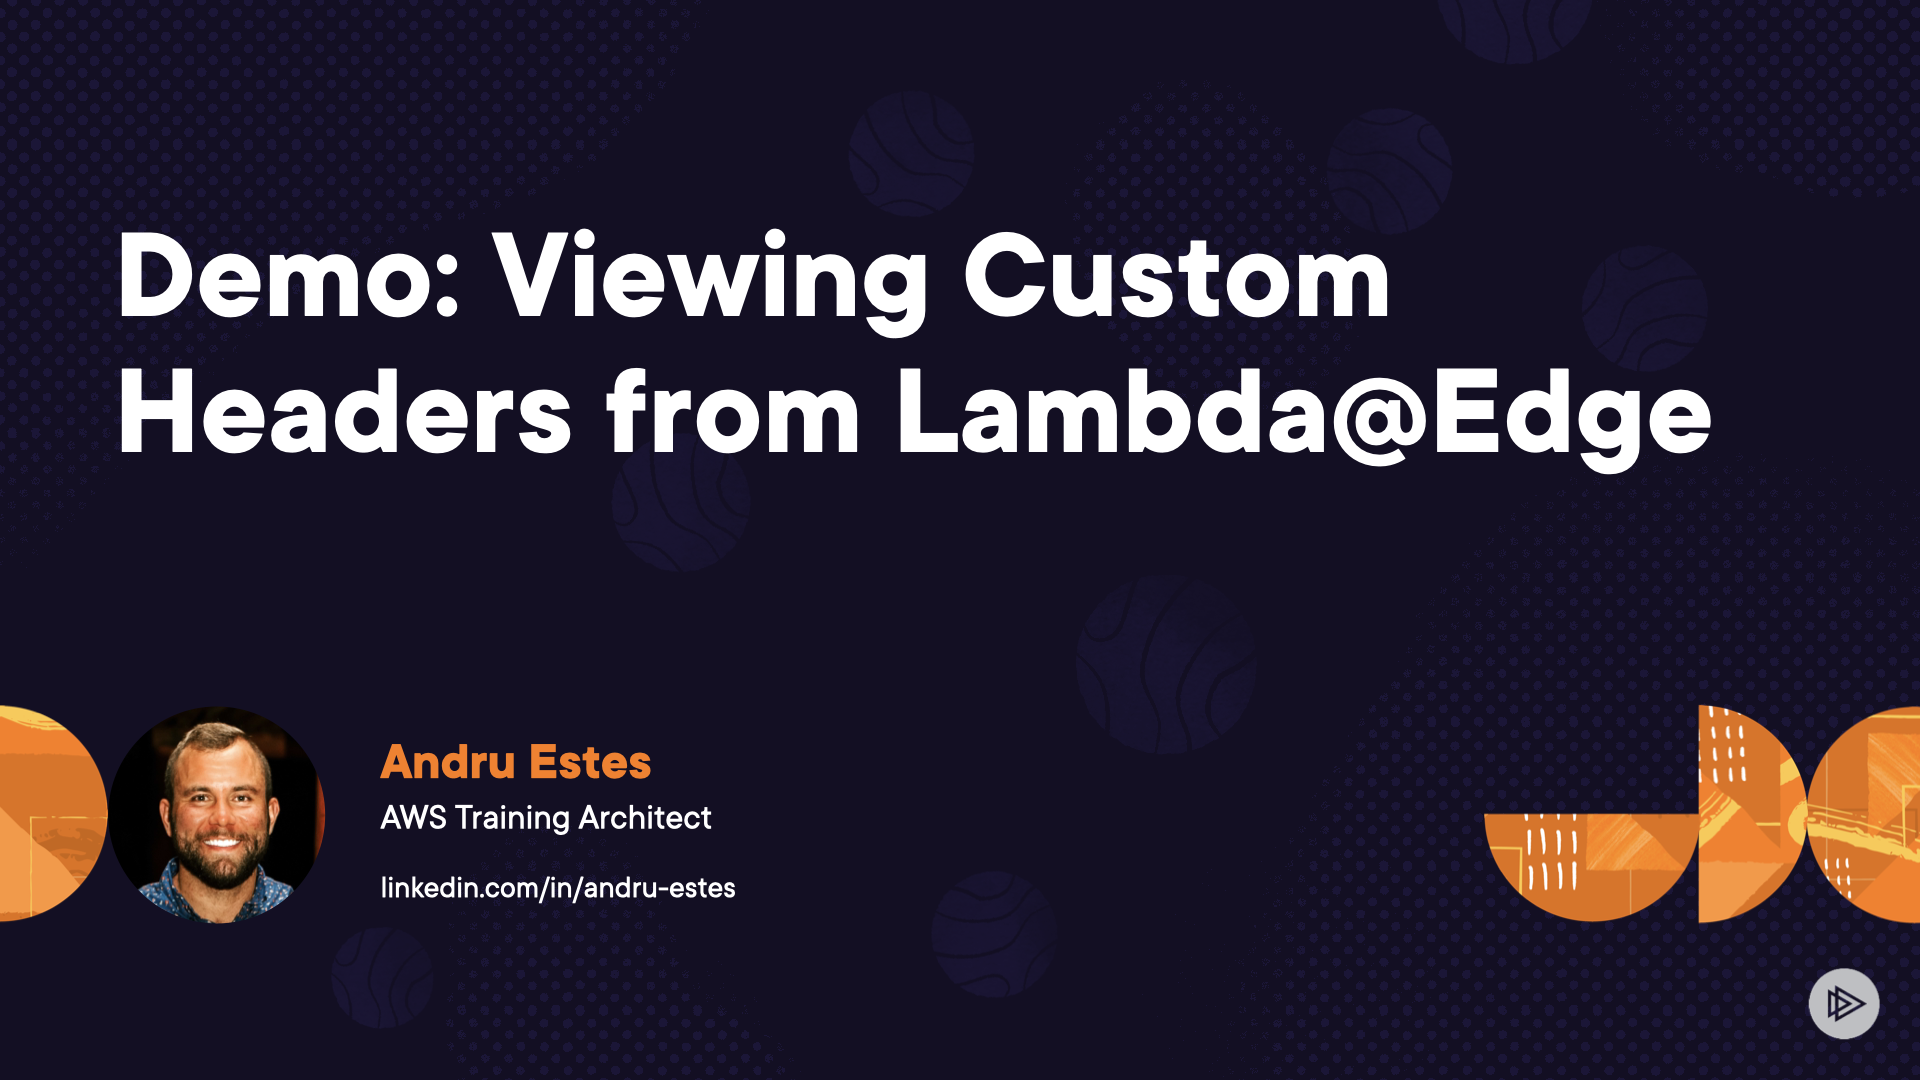 Demo: Viewing Custom
Headers from Lambda@Edge
Andru Estes
AWS Training Architect
linkedin.com/in/andru-estes